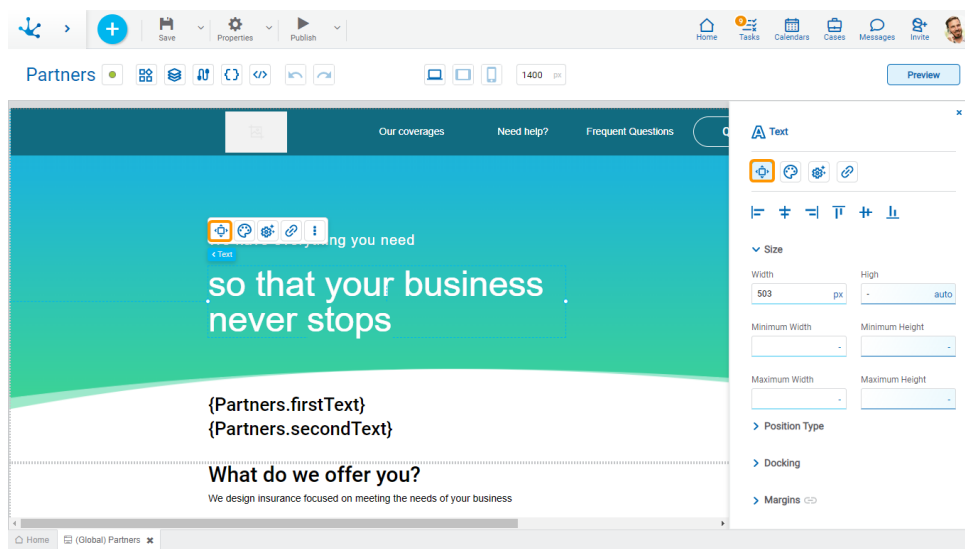 Save
Properties
Publish
Home
9
Tasks
Calendars
Cases
Messages
Invite
Partners
1400 px
Preview
Our coverages
Need help?
Frequent Questions
Text
you need
< Text
so that your business
never stops
{Partners.firstText}
{Partners.secondText}
What do we offer you?
We design insurance focused on meeting the needs of your business
Size
Width
High
503 px
- auto
Minimum Width
Minimum Height
-
-
Maximum Width
Maximum Height
-
-
Position Type
Docking
Margins
Home
(Global) Partners